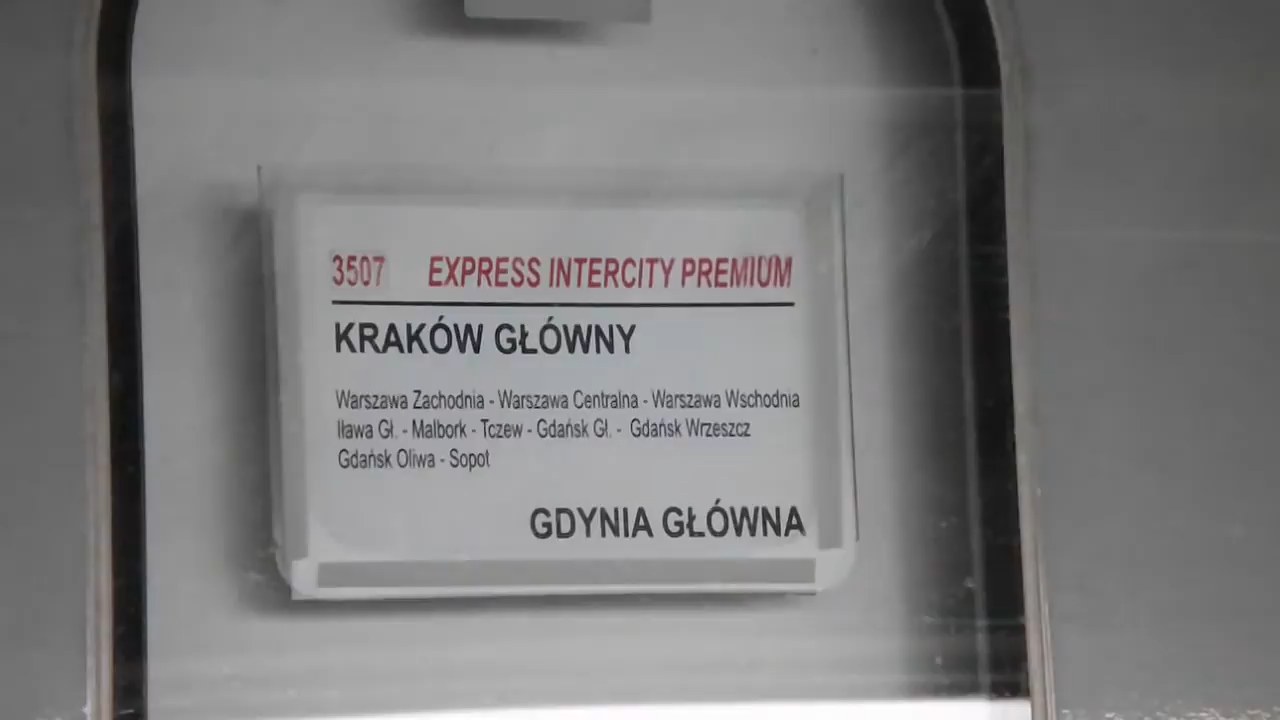 3507 EXPRESS INTERCITY PREMIUM
KRAKÓW GŁÓWNY
Warszawa Zachodnia - Warszawa Centralna - Warszawa Wschodnia
Iława Gł. - Malbork - Tczew - Gdańsk Gł. - Gdańsk Wrzeszcz
Gdańsk Oliwa - Sopot
GDYNIA GŁÓWNA